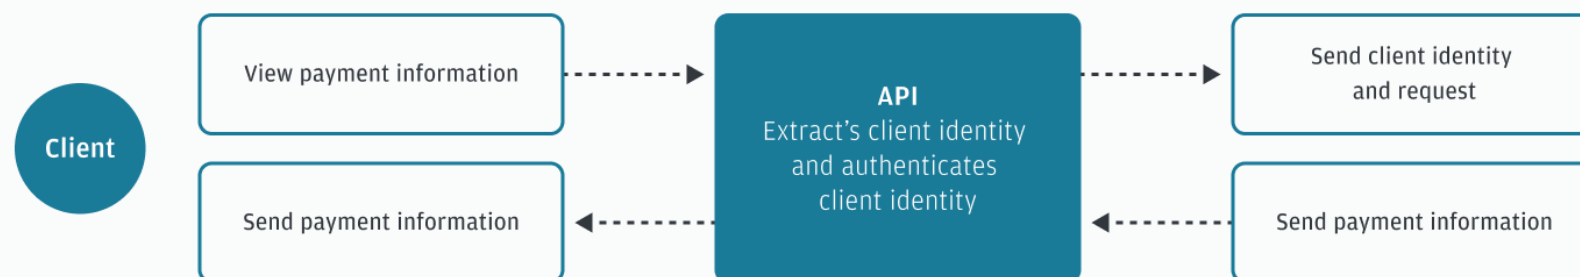 Client
View payment information
Send payment information
API
Extract's client identity
and authenticates
client identity
Send client identity
and request
Send payment information